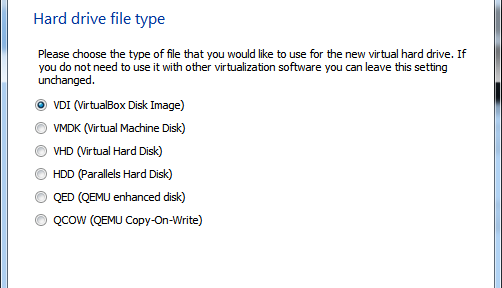 Hard drive file type
Please choose the type of file that you would like to use for the new virtual hard drive. If
you do not need to use it with other virtualization software you can leave this setting
unchanged.
VDI (VirtualBox Disk Image)
VMDK (Virtual Machine Disk)
VHD (Virtual Hard Disk)
HDD (Parallels Hard Disk)
QED (QEMU enhanced disk)
QCOW (QEMU Copy-On-Write)